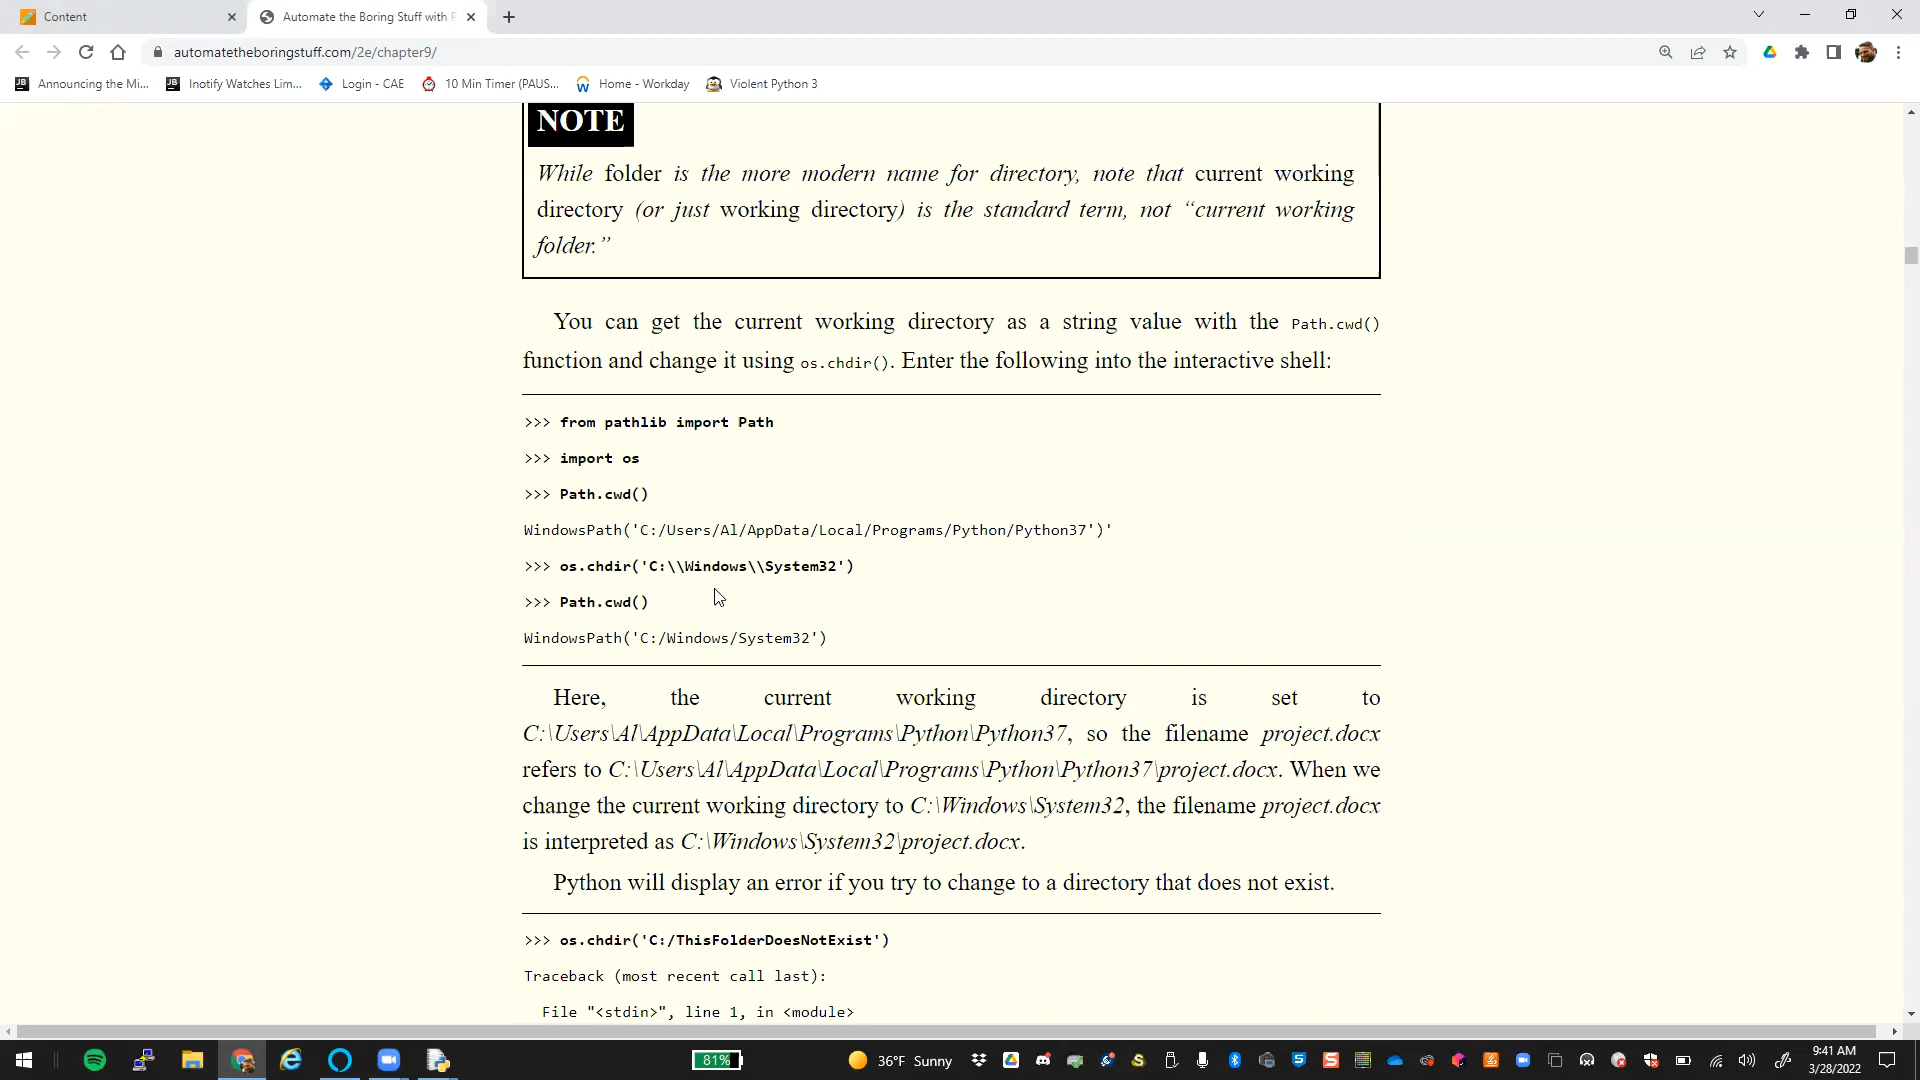 Content
Automate the Boring Stuff with P
automatetheboringstuff.com/2e/chapter9/
Announcing the Mi...
Inotify Watches Lim...
Login - CAE
10 Min Timer (PAUS...
Home - Workday
Violent Python 3
NOTE
While folder is the more modern name for directory, note that current working
directory (or just working directory) is the standard term, not “current working
folder.”
You can get the current working directory as a string value with the Path.cwd()
function and change it using os.chdir(). Enter the following into the interactive shell:
>>> from pathlib import Path
>>> import os
>>> Path.cwd()
WindowsPath('C:/Users/Al/AppData/Local/Programs/Python/Python37')'
>>> os.chdir('C:\\Windows\\System32')
>>> Path.cwd()
WindowsPath('C:/Windows/System32')
Here, the current working directory is set to
C:\Users\Al\AppData\Local\Programs\Python\Python37, so the filename project.docx
refers to C:\Users\Al\AppData\Local\Programs\Python\Python37\project.docx. When we
change the current working directory to C:\Windows\System32, the filename project.docx
is interpreted as C:\Windows\System32\project.docx.
Python will display an error if you try to change to a directory that does not exist.
>>> os.chdir('C:/ThisFolderDoesNotExist')
Traceback (most recent call last):
File "<stdin>", line 1, in <module>
81%
36°F Sunny
9:41 AM
3/28/2022